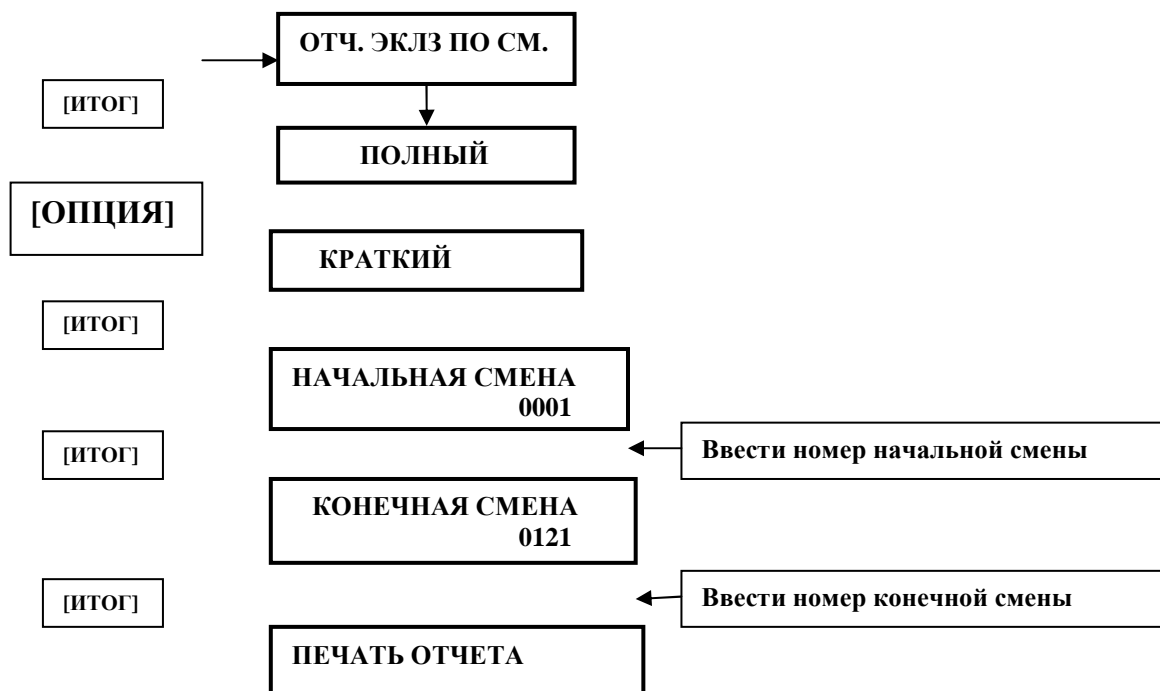 ОТЧ. ЭКЛЗ ПО СМ.
[ИТОГ]
ПОЛНЫЙ
[ОПЦИЯ]
КРАТКИЙ
[ИТОГ]
НАЧАЛЬНАЯ СМЕНА
0001
[ИТОГ]
Ввести номер начальной смены
КОНЕЧНАЯ СМЕНА
0121
[ИТОГ]
Ввести номер конечной смены
ПЕЧАТЬ ОТЧЕТА